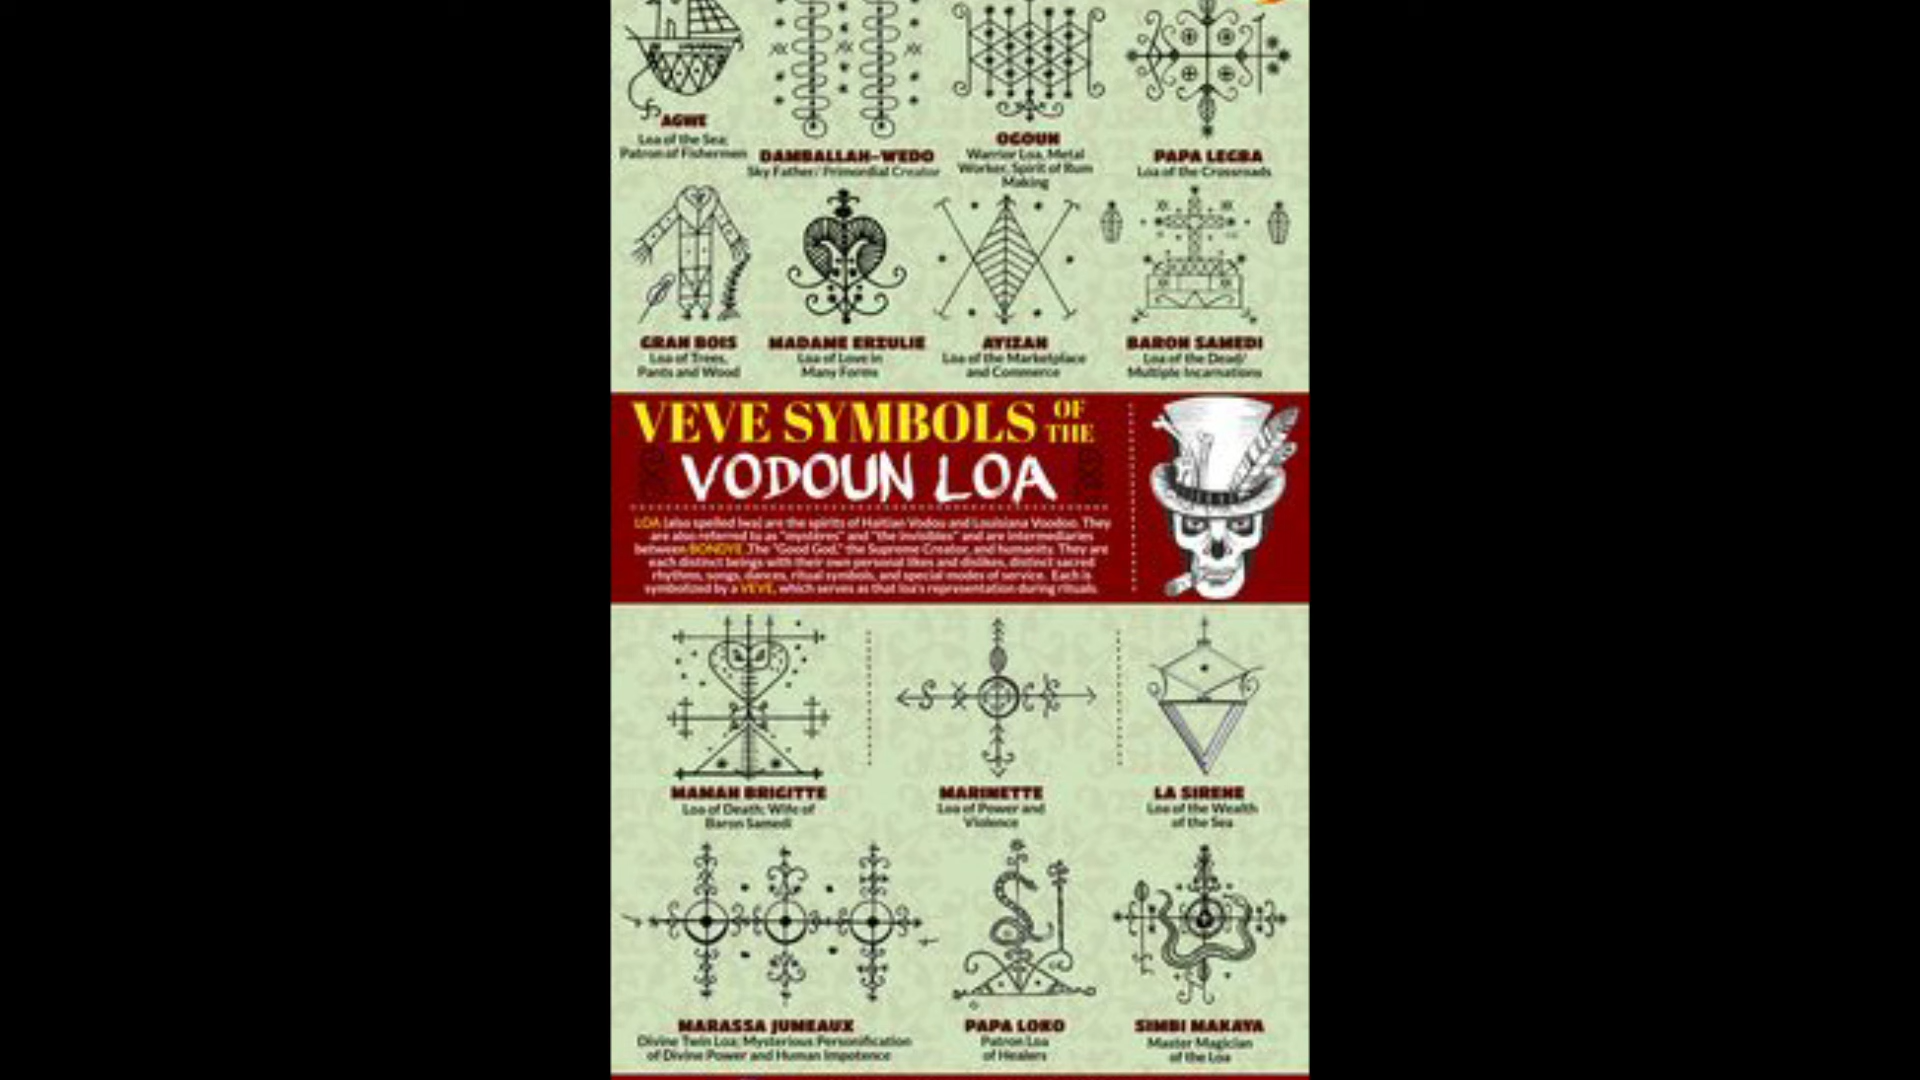 AGWE
Loa of the Sea;
Patron of Fishermen
DAMBALLAH-WEDO
Sky Father/ Primordial Creator
OGOUN
Warrior Loa, Metal
Worker, Spirit of Rum
Making
PAPA LEGBA
Loa of the Crossroads
GRAN BOIS
Loa of Trees,
Pants and Wood
MADAME ERZULIE
Loa of Love in
Many Forms
AYIZAN
Loa of the Marketplace
and Commerce
BARON SAMEDI
Loa of the Dead/
Multiple Incarnations
VEVE SYMBOLS OF THE
VODOUN LOA
LOA (also spelled lwa) are the spirits of Haitian Vodou and Louisiana Voodoo. They
are also referred to as "mystères" and "the invisibles" and are intermediaries
between BONDYE, The "Good God," the Supreme Creator, and humanity. They are
each distinct beings with their own personal likes and dislikes, distinct sacred
rhythms, songs, dances, ritual symbols, and special modes of service. Each is
symbolized by a VEVE, which serves as that loa's representation during rituals.
MAMAN BRIGITTE
Loa of Death; Wife of
Baron Samedi
MARINETTE
Loa of Power and
Violence
LA SIRENE
Loa of the Wealth
of the Sea
MARASSA JUMEAUX
Divine Twin Loa; Mysterious Personification
of Divine Power and Human Impotence
PAPA LOKO
Patron Loa
of Healers
SIMBI MAKAYA
Master Magician
of the Loa